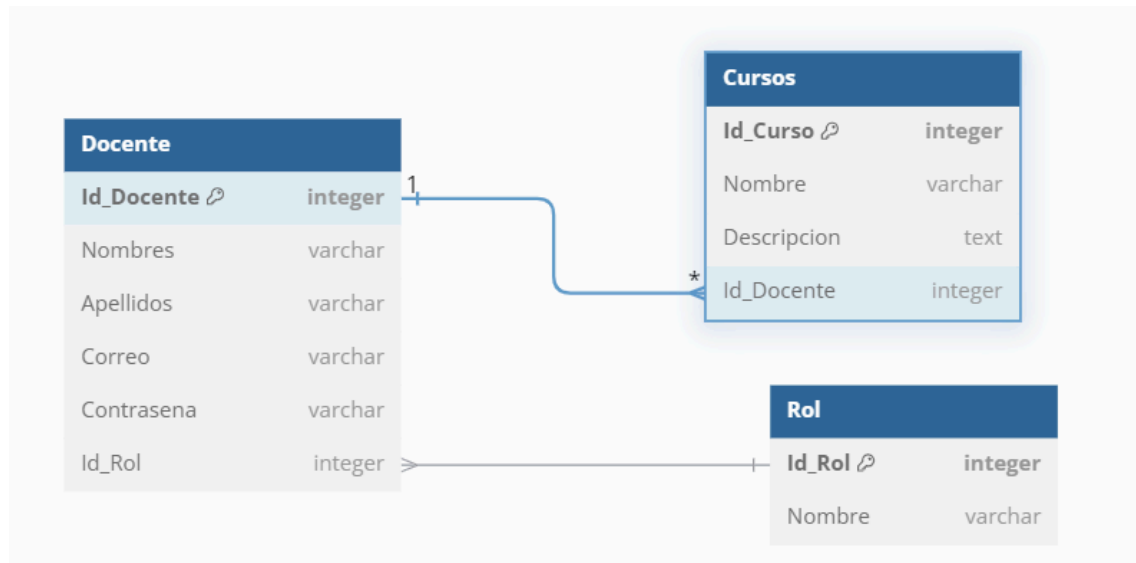 Docente
Id_Docente integer
Nombres varchar
Apellidos varchar
Correo varchar
Contrasena varchar
Id_Rol integer
1
*
Cursos
Id_Curso integer
Nombre varchar
Descripcion text
Id_Docente integer
Rol
Id_Rol integer
Nombre varchar